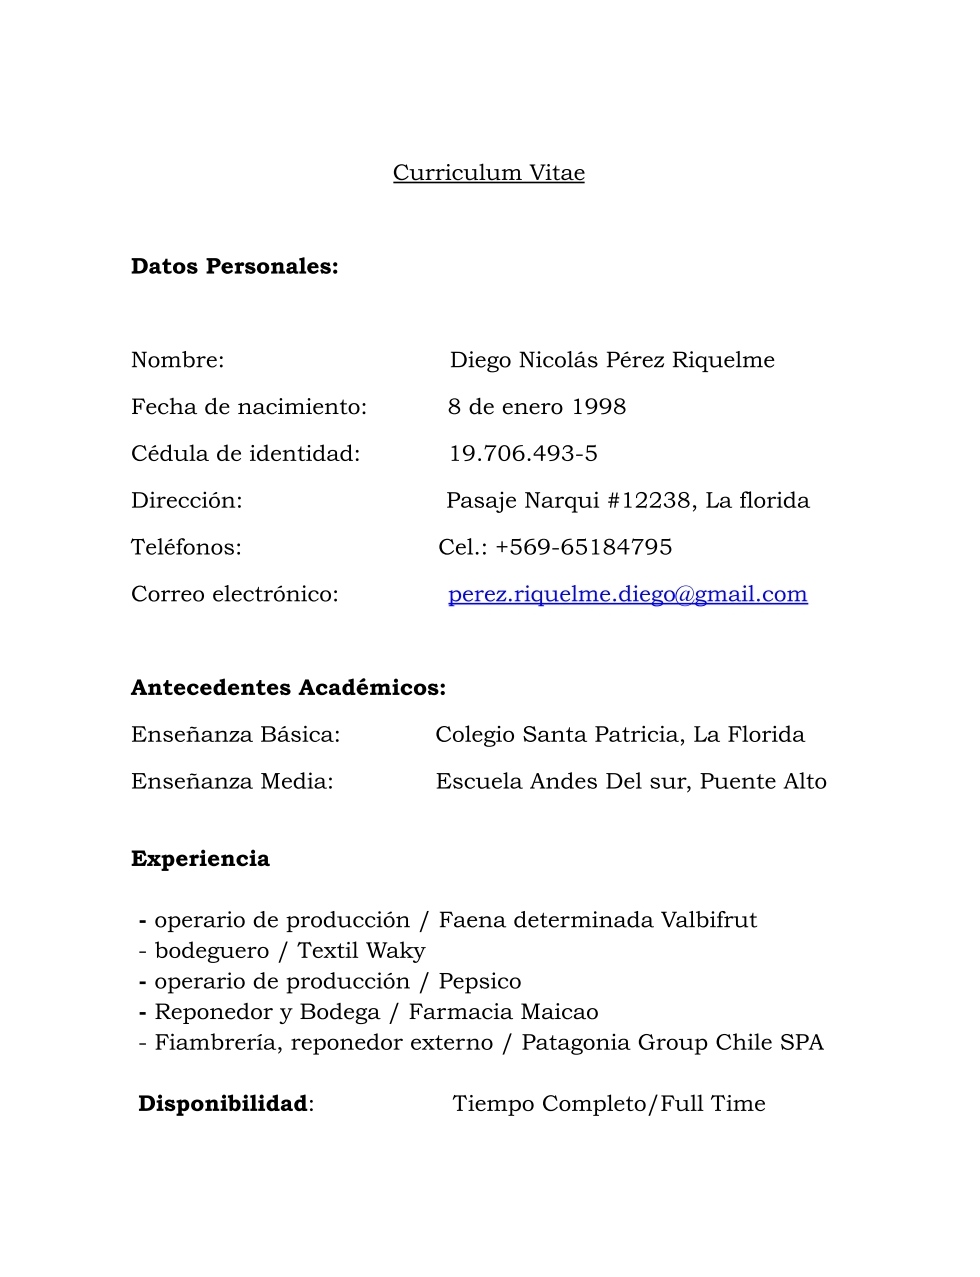 Curriculum Vitae
Datos Personales:
Nombre: Diego Nicolás Pérez Riquelme
Fecha de nacimiento: 8 de enero 1998
Cédula de identidad: 19.706.493-5
Dirección: Pasaje Narqui #12238, La florida
Teléfonos: Cel.: +569-65184795
Correo electrónico: perez.riquelme.diego@gmail.com
Antecedentes Académicos:
Enseñanza Básica: Colegio Santa Patricia, La Florida
Enseñanza Media: Escuela Andes Del sur, Puente Alto
Experiencia
- operario de producción / Faena determinada Valbifrut
- bodeguero / Textil Waky
- operario de producción / Pepsico
- Reponedor y Bodega / Farmacia Maicao
- Fiambrería, reponedor externo / Patagonia Group Chile SPA
Disponibilidad: Tiempo Completo/Full Time